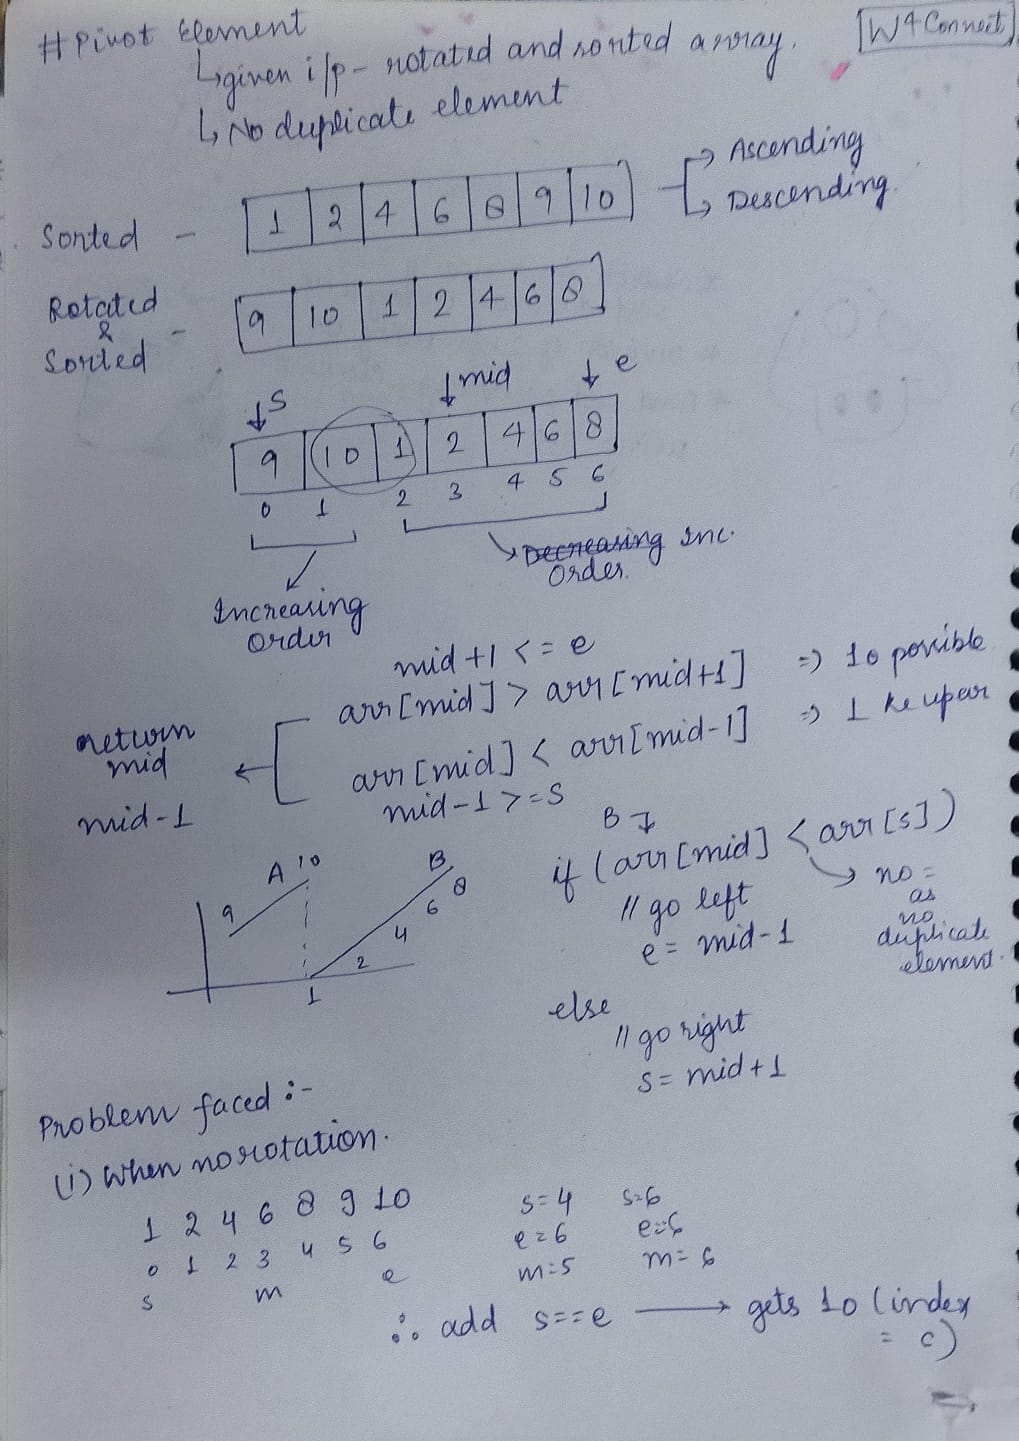 # Pivot Element
[W4 Connect]
↳ given i/p - rotated and sorted array.
↳ No duplicate element
Sorted - 1 2 4 6 8 9 10
→ Ascending
→ Descending.
Rotated & Sorted - 9 10 1 2 4 6 8
↓s ↓mid ↓e
9 10 1 2 4 6 8
0 1 2 3 4 5 6
Increasing order
Decreasing Inc. Order.
mid+1 <= e
arr[mid] > arr[mid+1] => 10 possible
arr[mid] < arr[mid-1] => 1 ke upar
mid-1 >= s
return
mid
mid-1
A 10
9
B
8
6
4
2
1
B
if (arr[mid] < arr[s])
→ no = as no duplicate element.
// go left
e = mid-1
else
// go right
s = mid+1
Problem faced :-
(i) When no rotation.
1 2 4 6 8 9 10
0 1 2 3 4 5 6
s m e
s=4 s=6
e=6 e=6
m=5 m=6
∴ add s==e → gets 10 (index
=